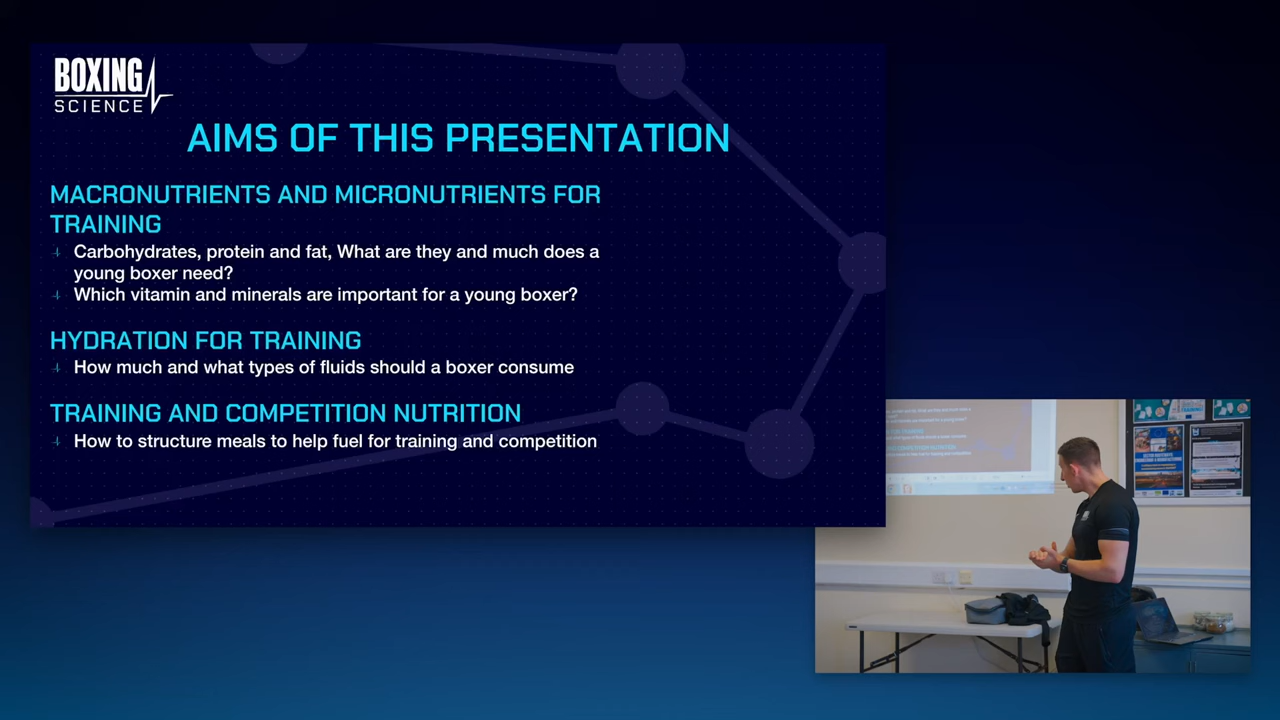 BOXING
SCIENCE
AIMS OF THIS PRESENTATION
MACRONUTRIENTS AND MICRONUTRIENTS FOR
TRAINING
Carbohydrates, protein and fat, What are they and much does a
young boxer need?
Which vitamin and minerals are important for a young boxer?
HYDRATION FOR TRAINING
How much and what types of fluids should a boxer consume
TRAINING AND COMPETITION NUTRITION
How to structure meals to help fuel for training and competition